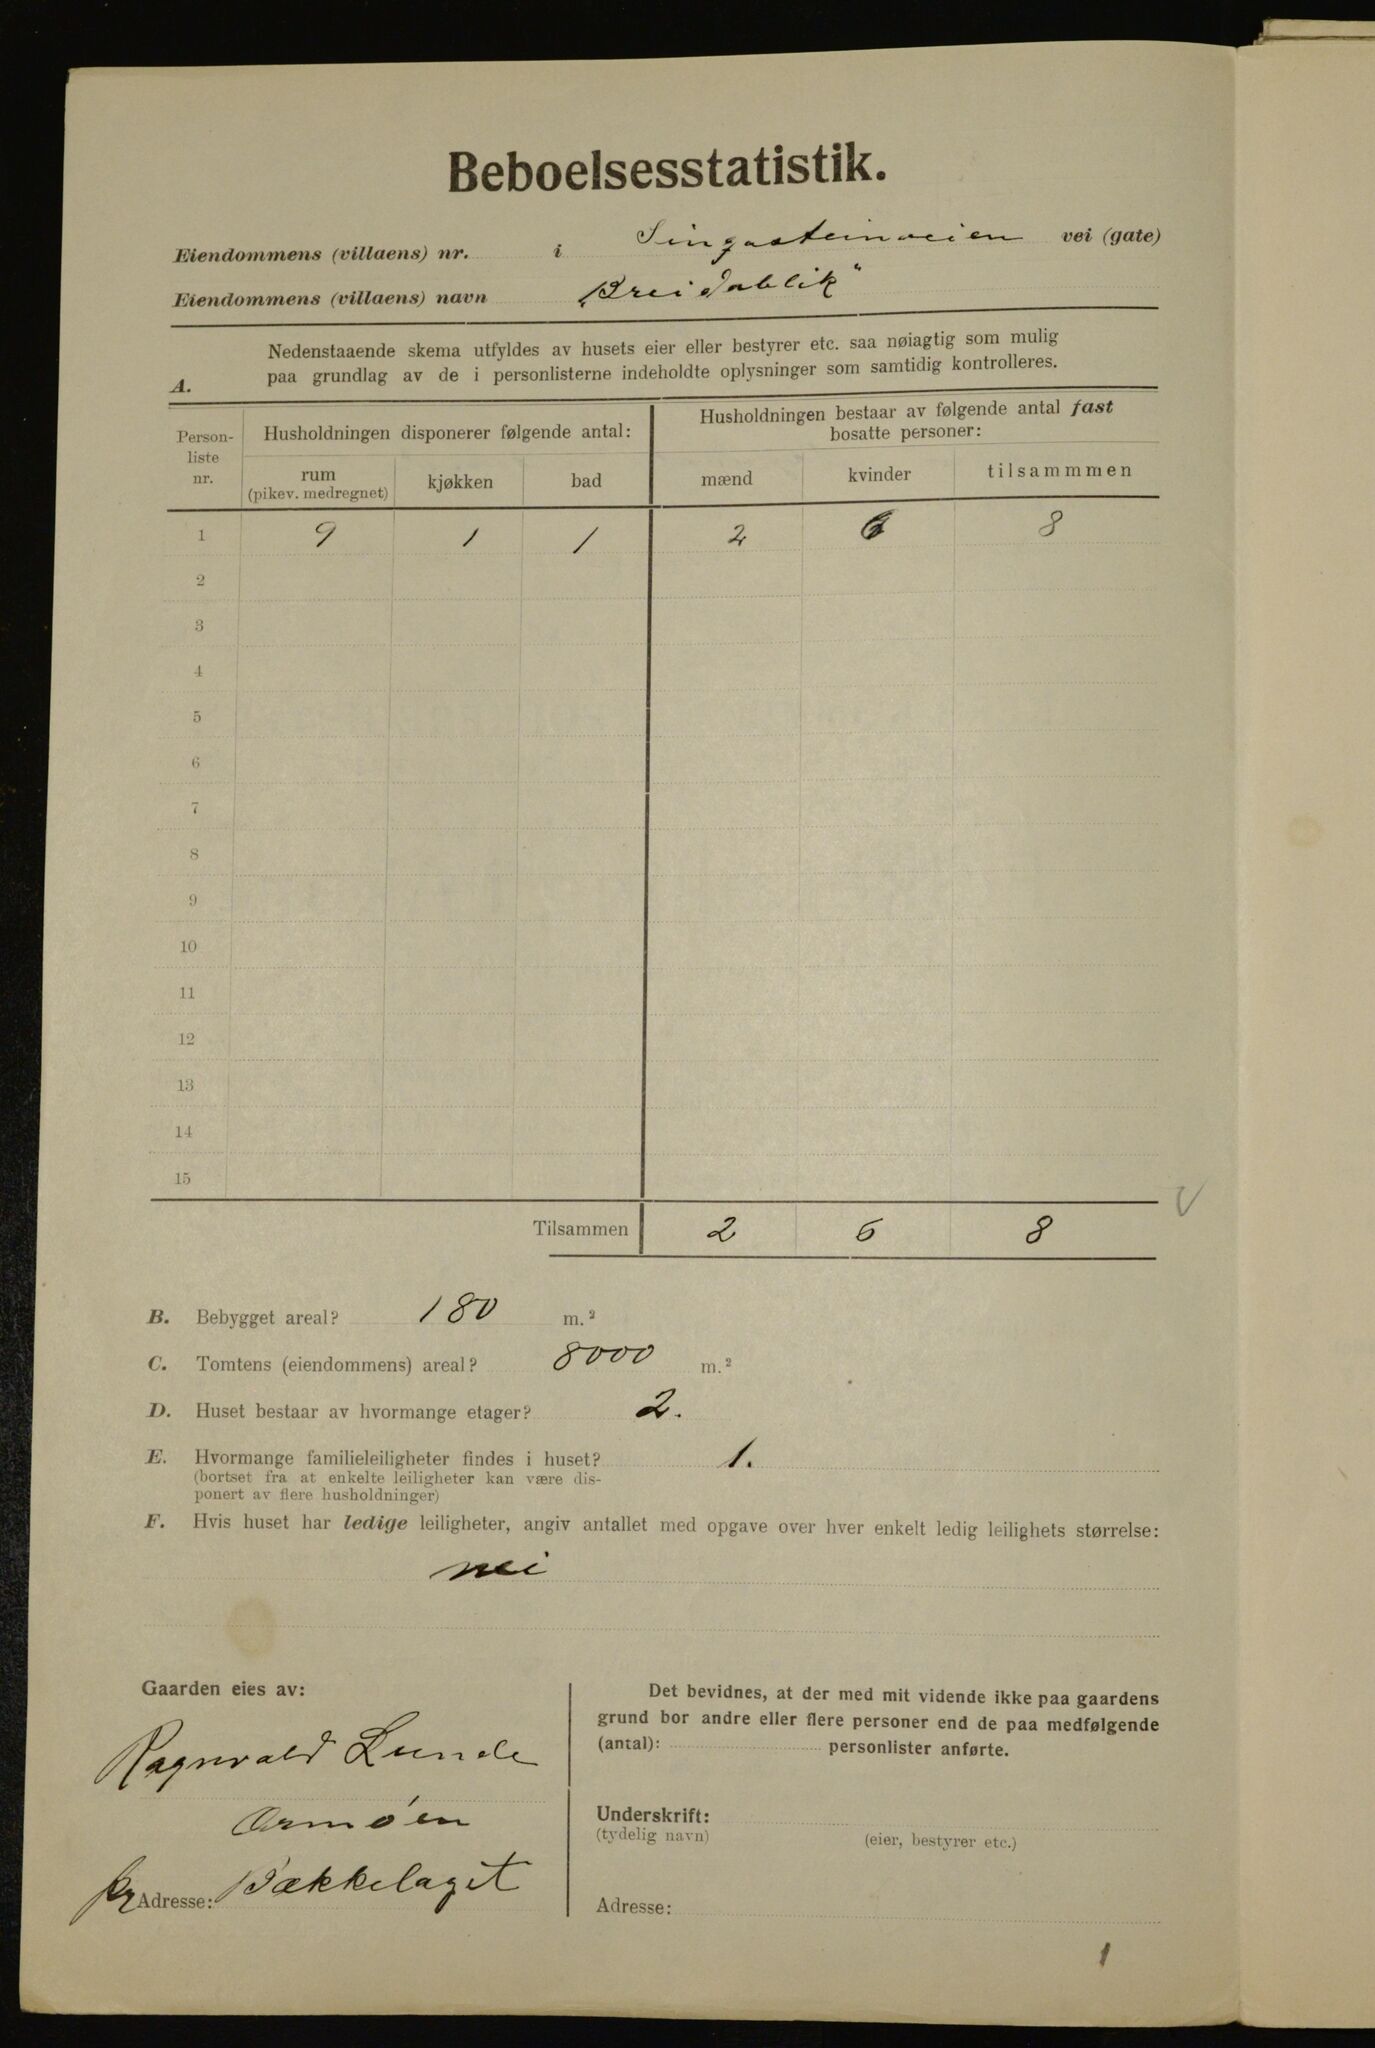 Beboelsesstatistik.
Eiendommens (villaens) nr. i Singasteinveien vei (gate)
Eiendommens (villaens) navn „Breidablik"
A. Nedenstaaende skema utfyldes av husets eier eller bestyrer etc. saa nøiagtig som mulig
paa grundlag av de i personlisterne indeholdte oplysninger som samtidig kontrolleres.
Person-liste nr.
Husholdningen disponerer følgende antal:
Husholdningen bestaar av følgende antal fast
bosatte personer:
rum (pikev. medregnet) kjøkken bad mænd kvinder tilsammmen
1 9 1 1 2 6 8
2
3
4
5
6
7
8
9
10
11
12
13
14
15
Tilsammen 2 6 8
B. Bebygget areal? 180 m.²
C. Tomtens (eiendommens) areal? 8000 m.²
D. Huset bestaar av hvormange etager? 2.
E. Hvormange familieleiligheter findes i huset? 1.
(bortset fra at enkelte leiligheter kan være dis-
ponert av flere husholdninger)
F. Hvis huset har ledige leiligheter, angiv antallet med opgave over hver enkelt ledig leilighets størrelse:
nei
Gaarden eies av:
Ragnvald Lunde
Ormøen
pr Adresse: Bækkelaget
Det bevidnes, at der med mit vidende ikke paa gaardens
grund bor andre eller flere personer end de paa medfølgende
(antal): personlister anførte.
Underskrift:
(tydelig navn) (eier, bestyrer etc.)
Adresse:
1